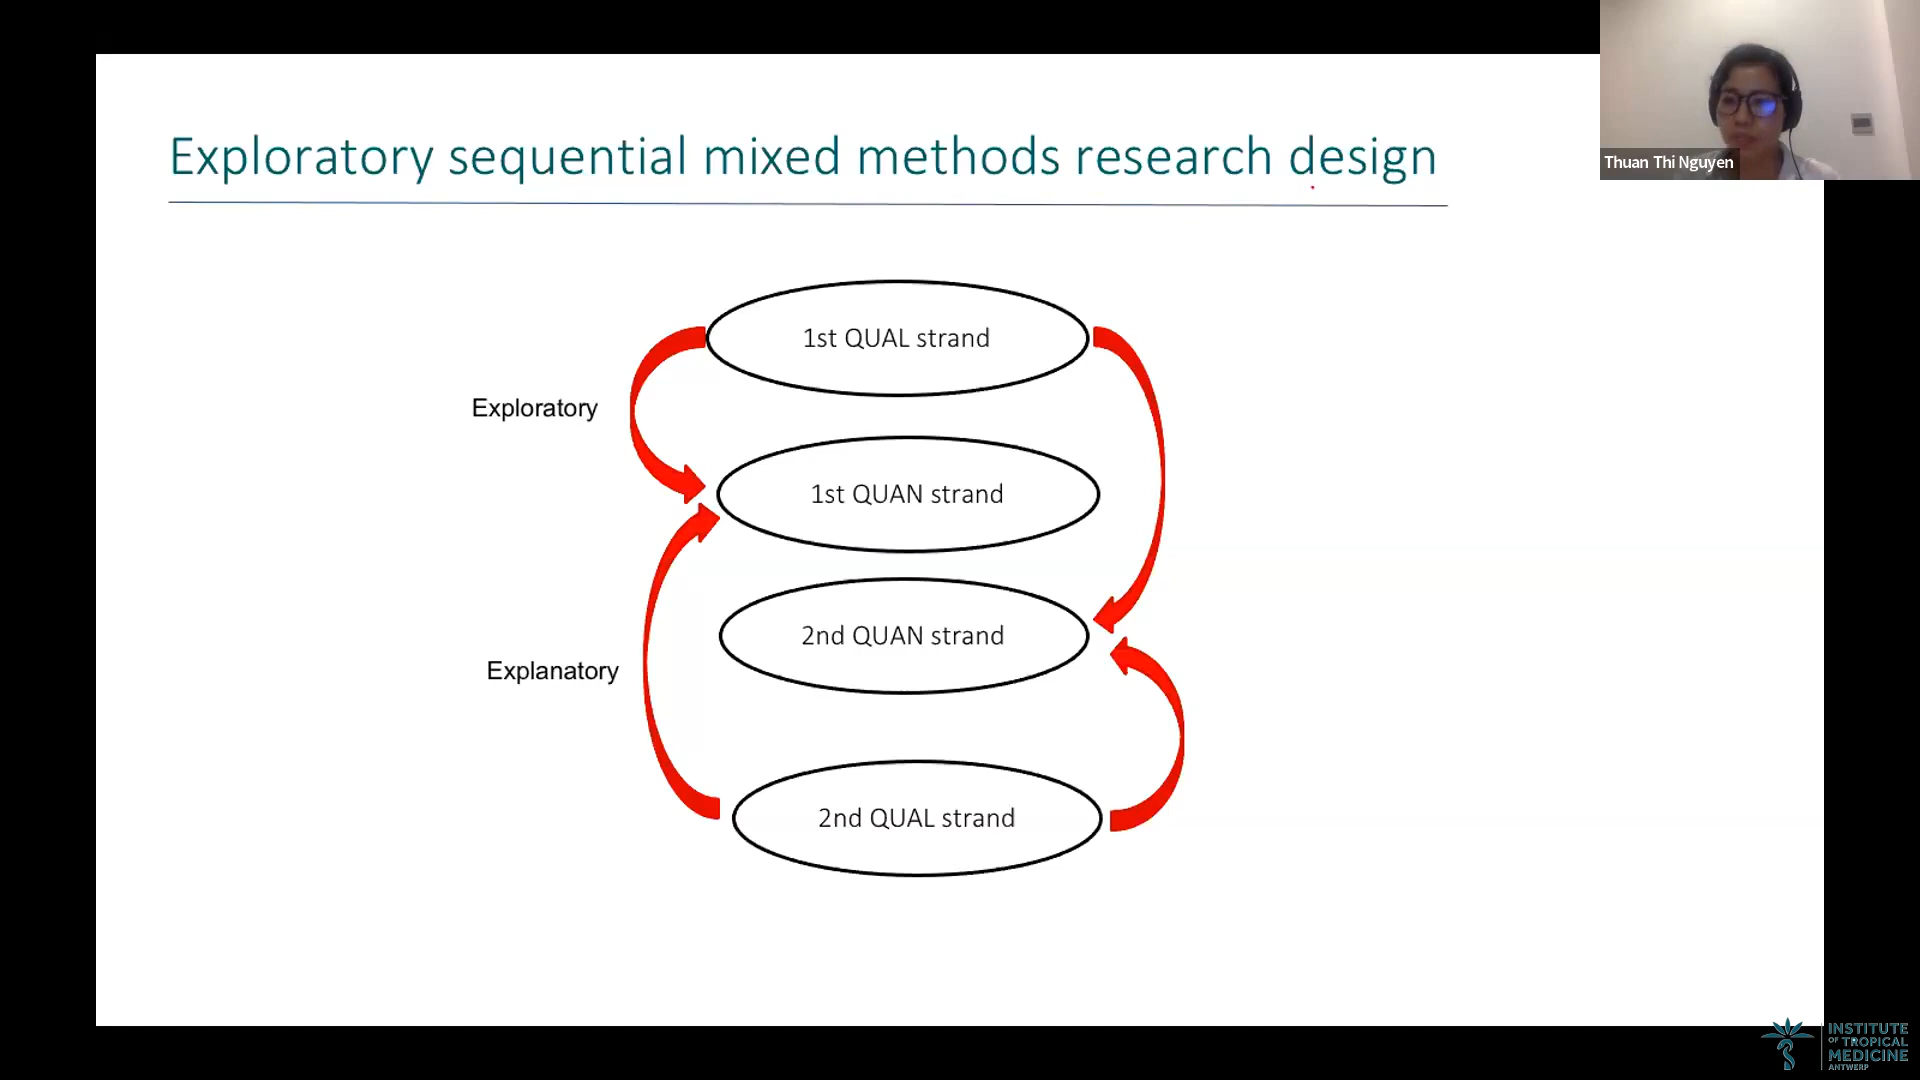 Exploratory sequential mixed methods research design
Thuan Thi Nguyen
1st QUAL strand
Exploratory
1st QUAN strand
2nd QUAN strand
Explanatory
2nd QUAL strand
INSTITUTE
OF TROPICAL
MEDICINE
ANTWERP